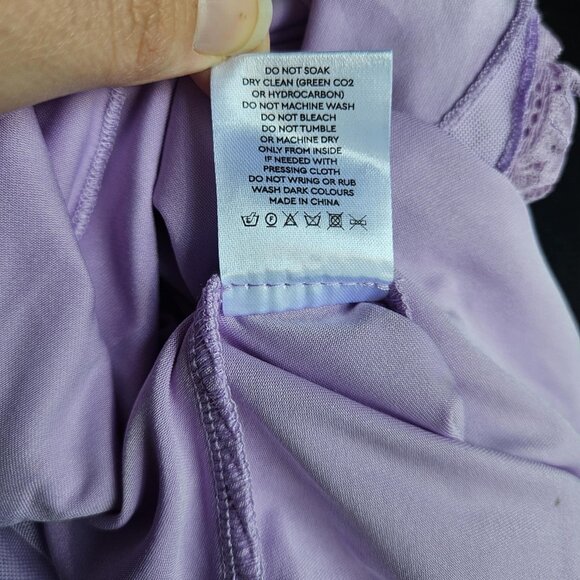 DO NOT SOAK
DRY CLEAN (GREEN CO2
OR HYDROCARBON)
DO NOT MACHINE WASH
DO NOT BLEACH
DO NOT TUMBLE
OR MACHINE DRY
ONLY FROM INSIDE
IF NEEDED WITH
PRESSING CLOTH
DO NOT WRING OR RUB
WASH DARK COLOURS
MADE IN CHINA